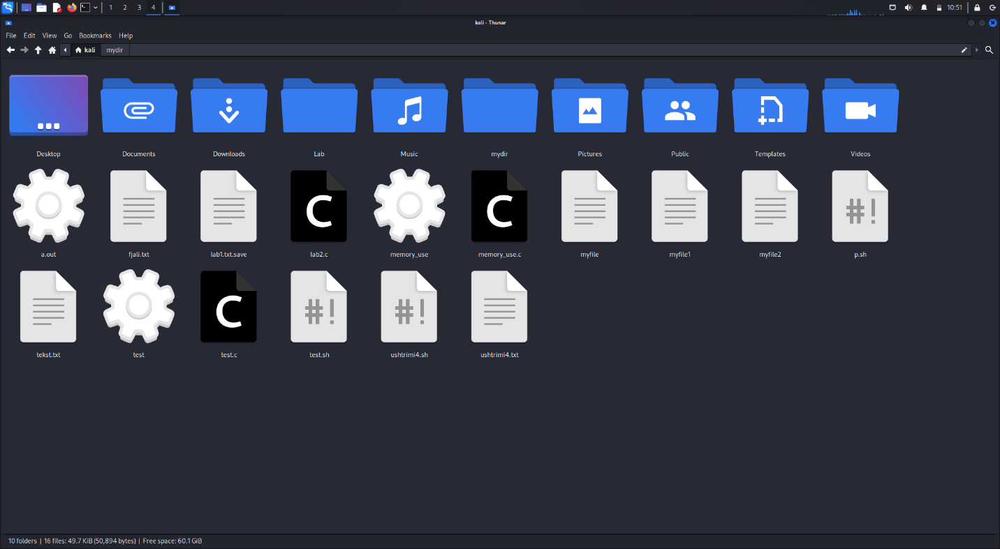 1 2 3 4 10:51
kali - Thunar
File Edit View Go Bookmarks Help
kali mydir
Desktop Documents Downloads Lab Music mydir Pictures Public Templates Videos
C C #!
a.out fjali.txt lab1.txt.save lab2.c memory_use memory_use.c myfile myfile1 myfile2 p.sh
C #! #!
tekst.txt test test.c test.sh ushtrimi4.sh ushtrimi4.txt
10 folders | 16 files: 49.7 KiB (50,894 bytes) | Free space: 60.1 GiB